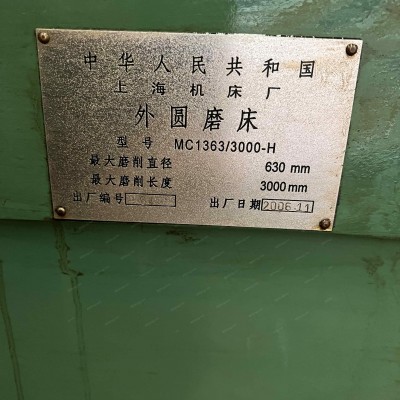 中华人民共和国
上海机床厂
外圆磨床
型号 MC1363/3000-H
最大磨削直径 630 mm
最大磨削长度 3000mm
出厂编号 出厂日期 2006.11